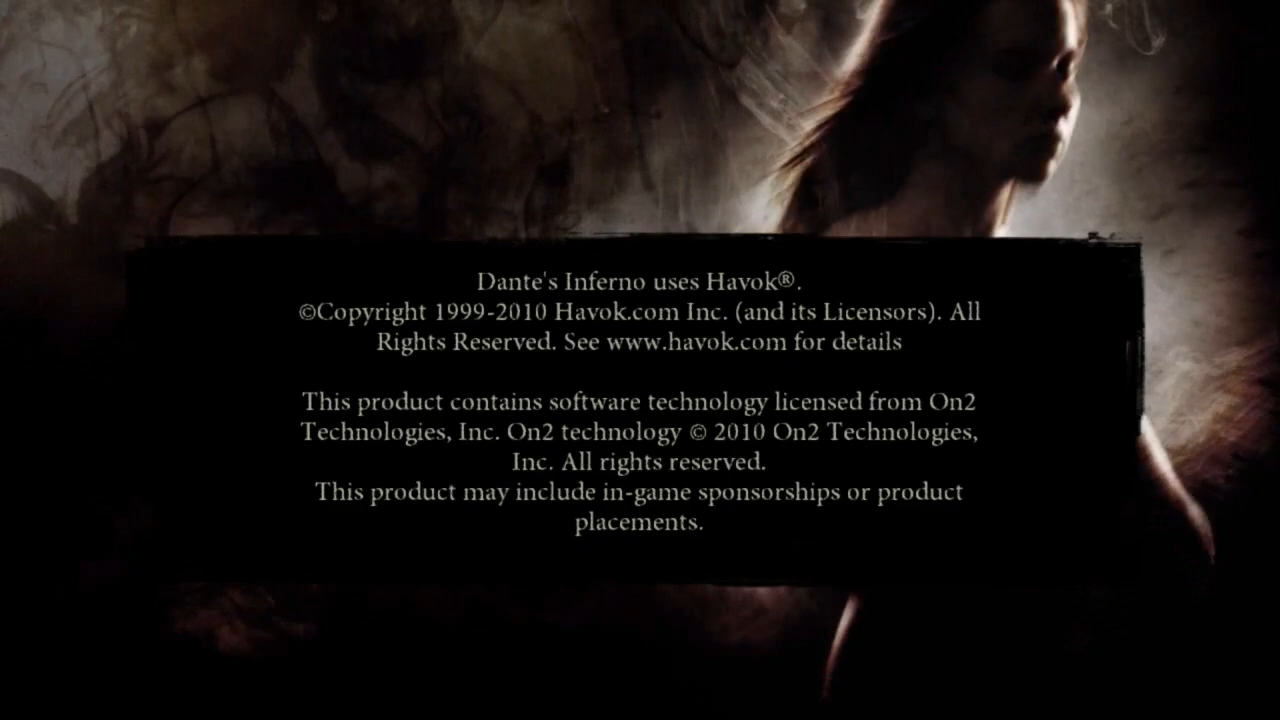 Dante's Inferno uses Havok®.
©Copyright 1999-2010 Havok.com Inc. (and its Licensors). All
Rights Reserved. See www.havok.com for details
This product contains software technology licensed from On2
Technologies, Inc. On2 technology © 2010 On2 Technologies,
Inc. All rights reserved.
This product may include in-game sponsorships or product
placements.